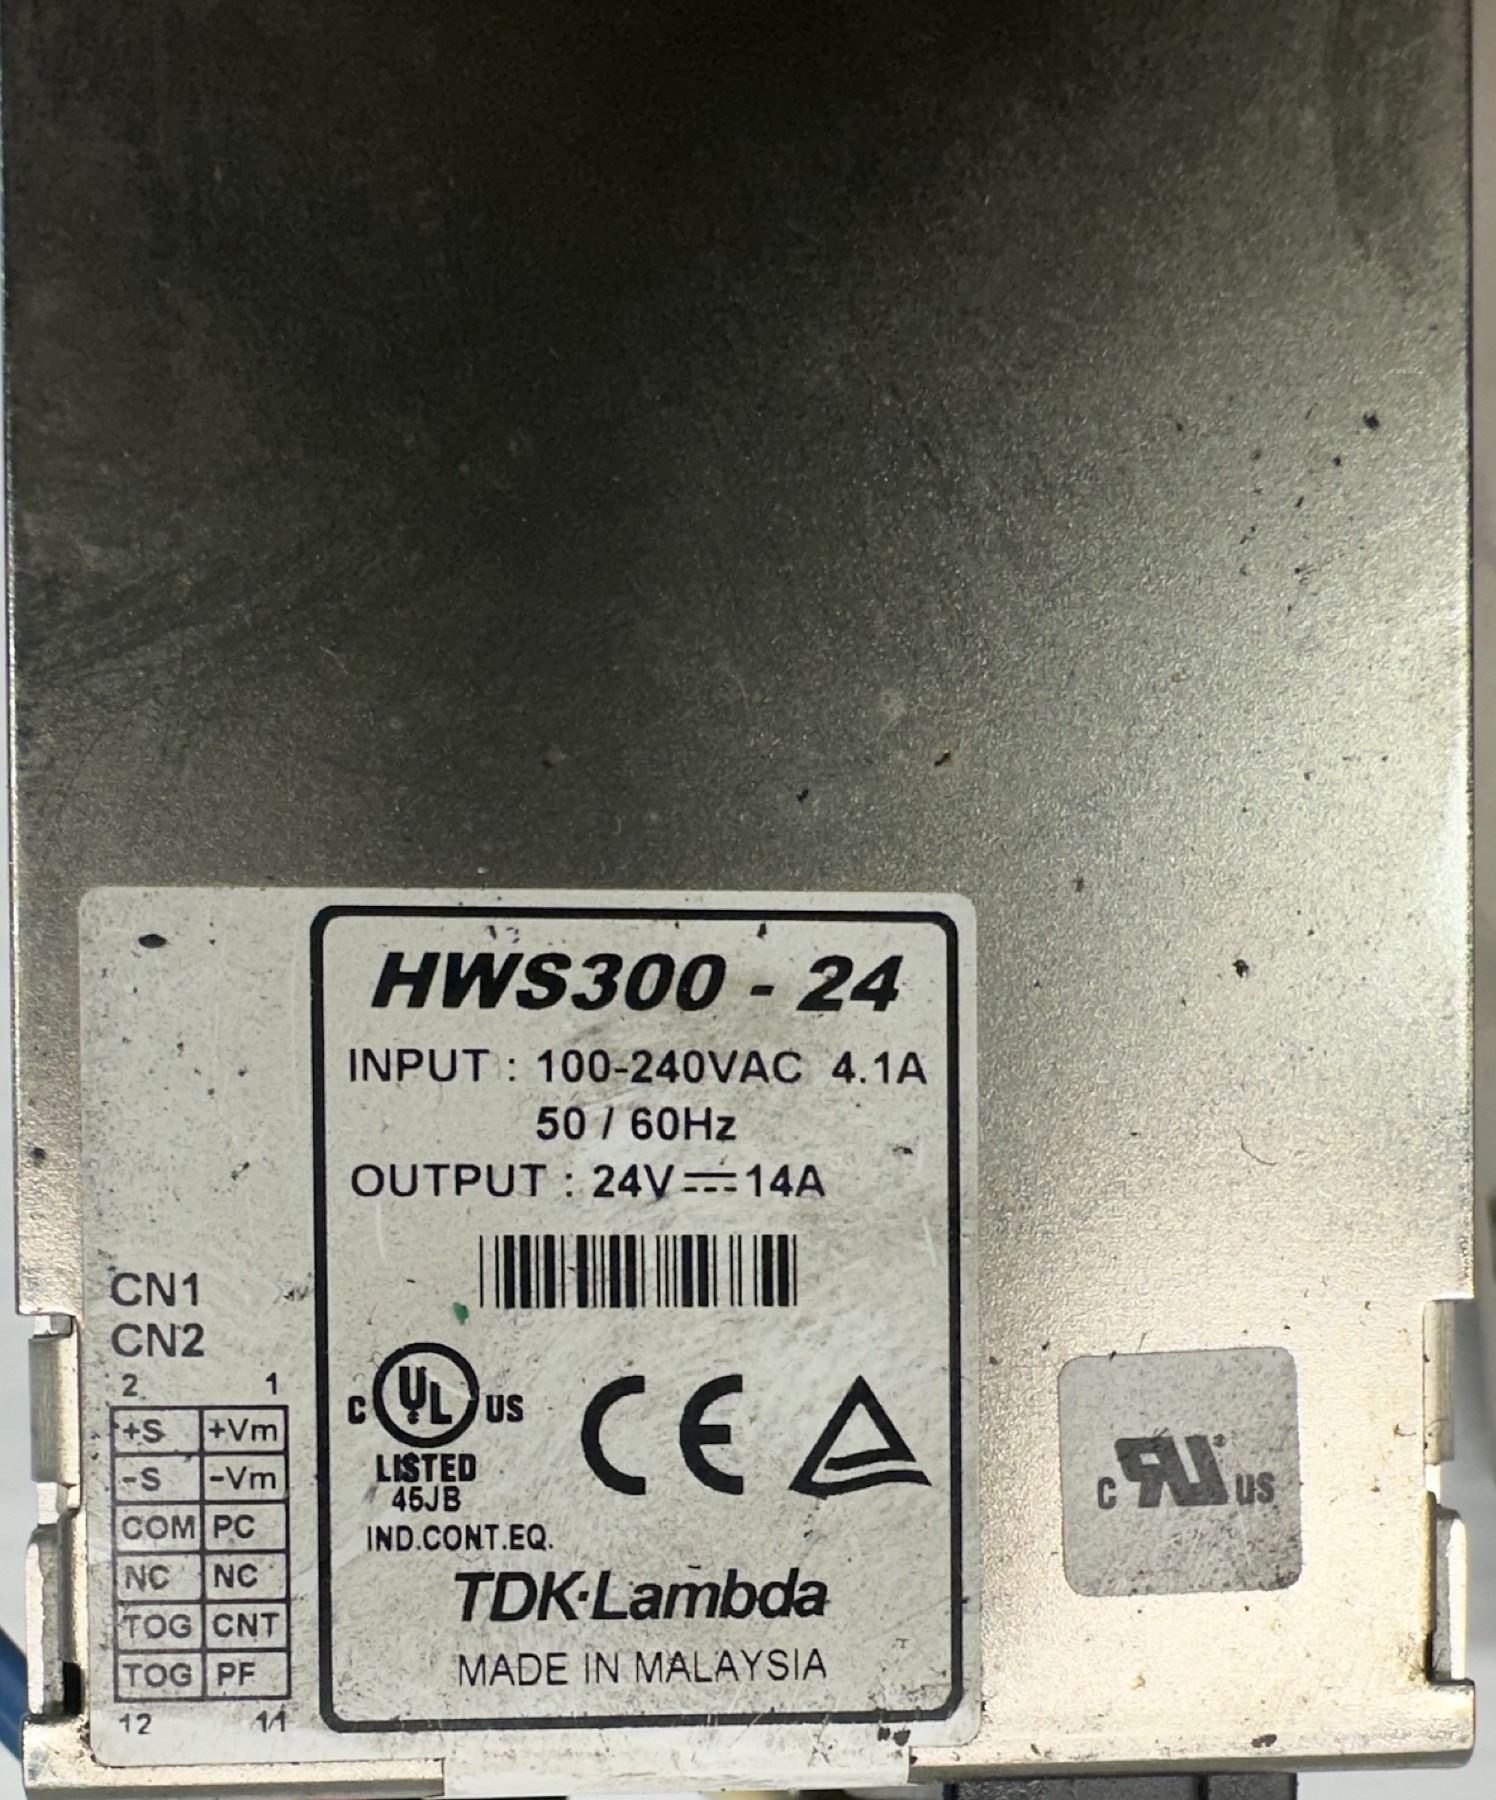 HWS300 - 24
INPUT : 100-240VAC 4.1A
50 / 60Hz
OUTPUT : 24V⎓14A
CN1
CN2
2 1
+S +Vm
-S -Vm
COM PC
NC NC
TOG CNT
TOG PF
12 11
C UL US
LISTED
45JB
IND.CONT.EQ.
CE
TDK·Lambda
MADE IN MALAYSIA
C RU US